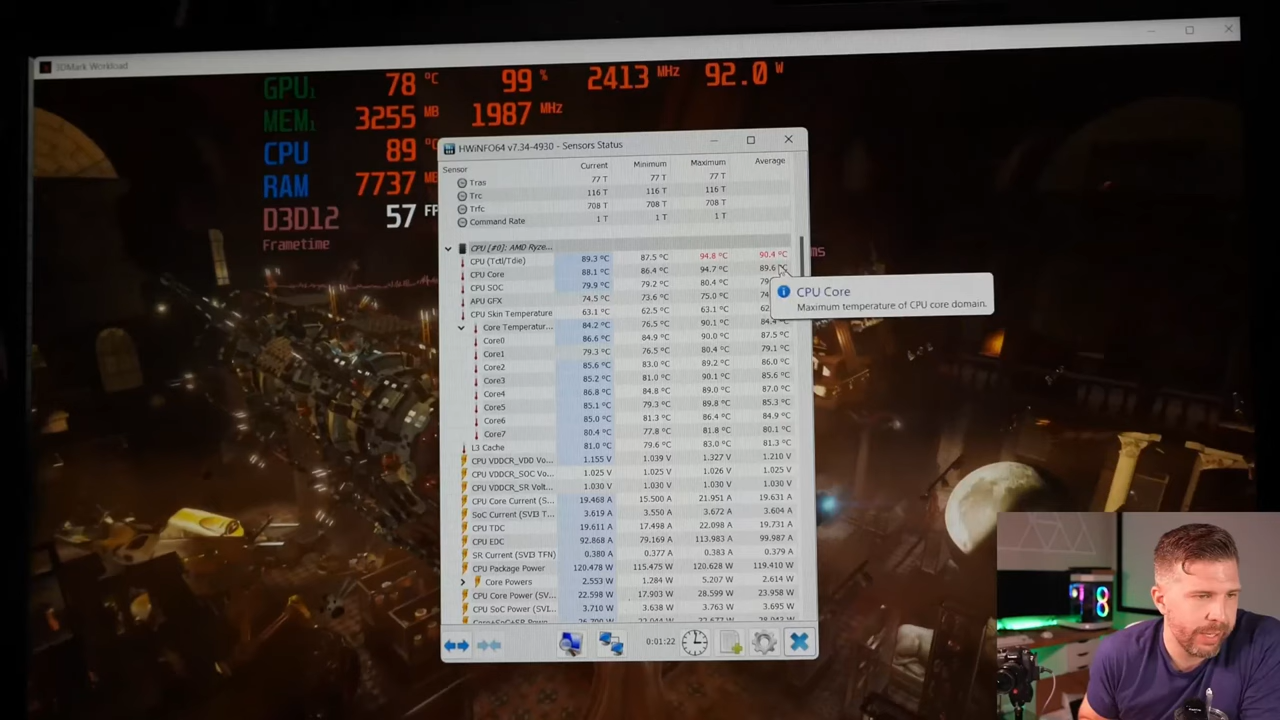 3DMark Workload
GPU1 78 °C 99 % 2413 MHz 92.0 W
MEM1 3255 MB 1987 MHz
CPU 89 °C
RAM 7737
D3D12 57
Frametime
HWiNFO64 v7.34-4930 - Sensors Status
Sensor Current Minimum Maximum Average
Tras 77 T 77 T 77 T
Trc 116 T 116 T 116 T
Trfc 708 T 708 T 708 T
Command Rate 1 T 1 T 1 T
CPU [#0]: AMD Ryze...
CPU (Tctl/Tdie) 89.3 °C 87.5 °C 94.8 °C 90.4 °C
CPU Core 88.1 °C 86.4 °C 94.7 °C 89.6 °C
CPU SOC 79.9 °C 79.2 °C 80.4 °C
APU GFX 74.5 °C 73.6 °C 75.0 °C
CPU Skin Temperature 63.1 °C 62.5 °C 63.1 °C
Core Temperatur... 84.2 °C 76.5 °C 90.1 °C 84.4 °C
Core0 86.6 °C 84.9 °C 90.0 °C 87.5 °C
Core1 79.3 °C 76.5 °C 80.4 °C 79.1 °C
Core2 85.6 °C 83.0 °C 89.2 °C 86.0 °C
Core3 85.2 °C 81.0 °C 90.1 °C 85.6 °C
Core4 86.8 °C 84.8 °C 89.0 °C 87.0 °C
Core5 85.1 °C 79.3 °C 89.8 °C 85.3 °C
Core6 85.0 °C 81.3 °C 86.4 °C 84.9 °C
Core7 80.4 °C 77.8 °C 81.8 °C 80.1 °C
L3 Cache 81.0 °C 79.6 °C 83.0 °C 81.3 °C
CPU VDDCR_VDD Vo... 1.155 V 1.039 V 1.327 V 1.210 V
CPU VDDCR_SOC Vo... 1.025 V 1.025 V 1.026 V 1.025 V
CPU VDDCR_SR Volt... 1.030 V 1.030 V 1.030 V 1.030 V
CPU Core Current (S... 19.468 A 15.500 A 21.951 A 19.631 A
SoC Current (SVI3 T... 3.619 A 3.550 A 3.672 A 3.604 A
CPU TDC 19.611 A 17.498 A 22.098 A 19.731 A
CPU EDC 92.868 A 79.169 A 113.983 A 99.987 A
SR Current (SVI3 TFN) 0.380 A 0.377 A 0.383 A 0.379 A
CPU Package Power 120.478 W 115.475 W 120.628 W 119.410 W
Core Powers 2.553 W 1.284 W 5.207 W 2.614 W
CPU Core Power (SVI... 22.598 W 17.903 W 28.599 W 23.958 W
CPU SoC Power (SVI... 3.710 W 3.638 W 3.763 W 3.695 W
0:01:22
CPU Core
Maximum temperature of CPU core domain.
ms